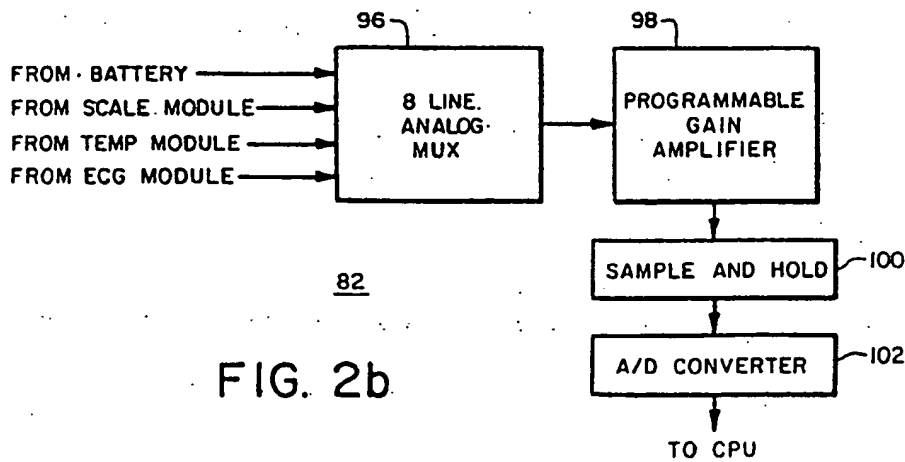 96
98
FROM BATTERY
FROM SCALE MODULE
FROM TEMP MODULE
FROM ECG MODULE
8 LINE
ANALOG
MUX
PROGRAMMABLE
GAIN
AMPLIFIER
SAMPLE AND HOLD
100
82
A/D CONVERTER
102
FIG. 2b
TO CPU